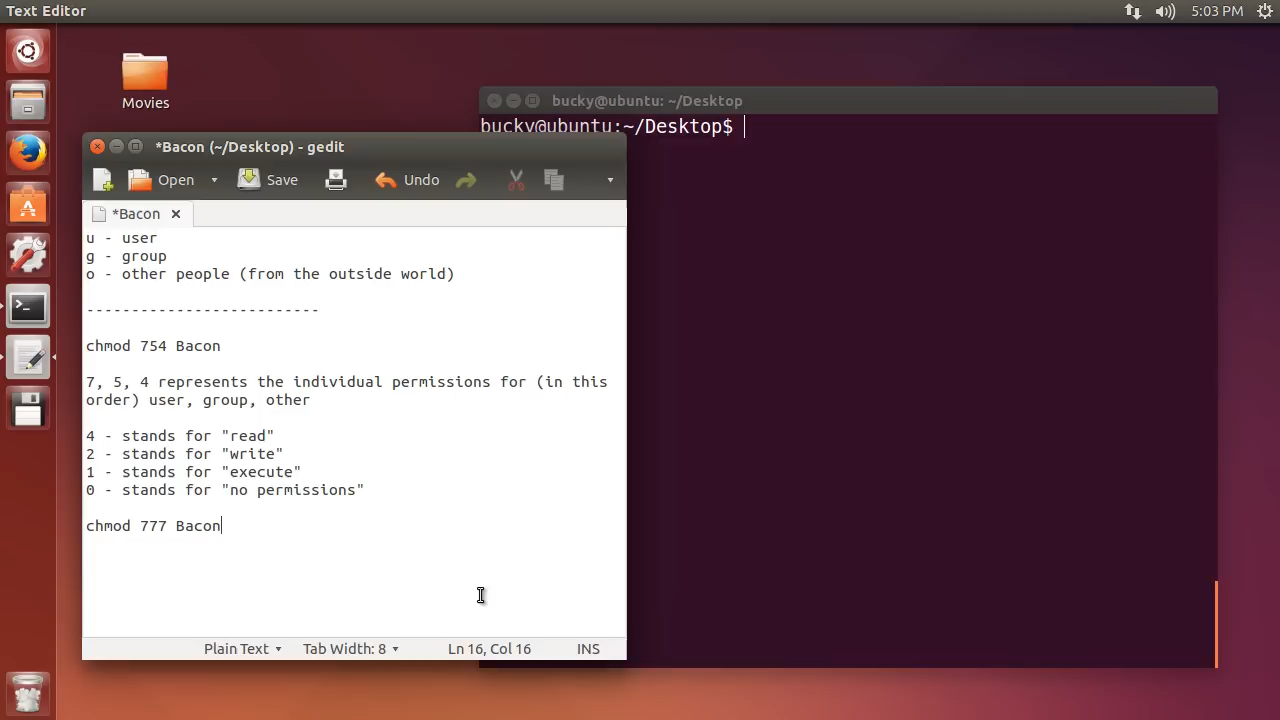 Text Editor
5:03 PM
Movies
bucky@ubuntu: ~/Desktop
bucky@ubuntu:~/Desktop$
*Bacon (~/Desktop) - gedit
Open
Save
Undo
*Bacon
u - user
g - group
o - other people (from the outside world)
--------------------------
chmod 754 Bacon
7, 5, 4 represents the individual permissions for (in this
order) user, group, other
4 - stands for "read"
2 - stands for "write"
1 - stands for "execute"
0 - stands for "no permissions"
chmod 777 Bacon
Plain Text
Tab Width: 8
Ln 16, Col 16
INS